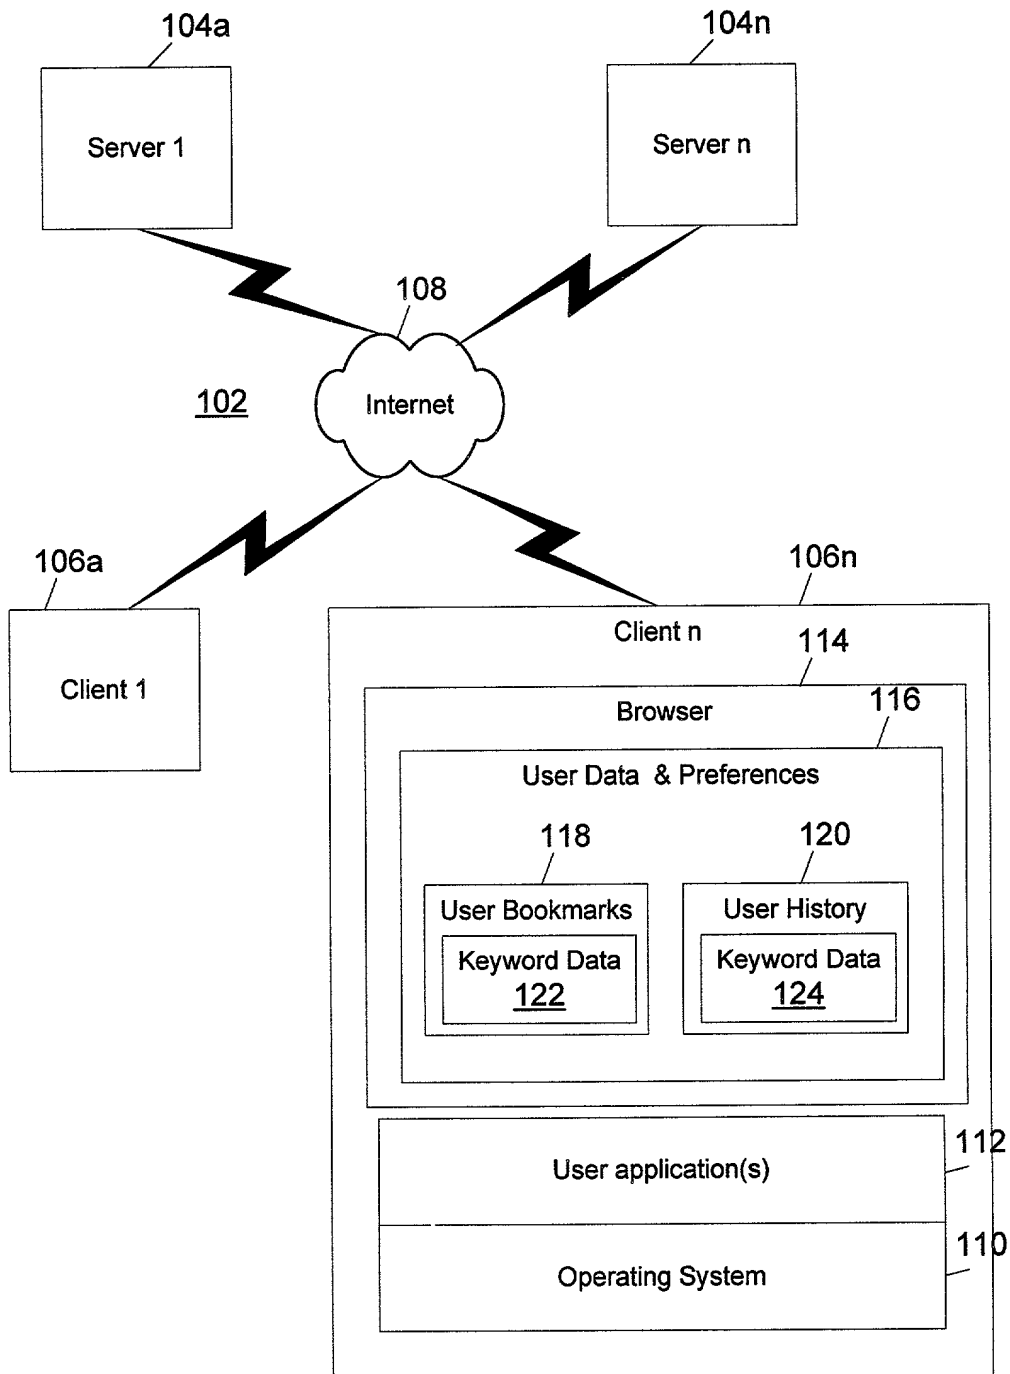 104a
104n
Server 1
Server n
108
102
Internet
106a
106n
Client 1
Client n
114
Browser
116
User Data & Preferences
118
120
User Bookmarks
User History
Keyword Data
122
Keyword Data
124
112
User application(s)
110
Operating System